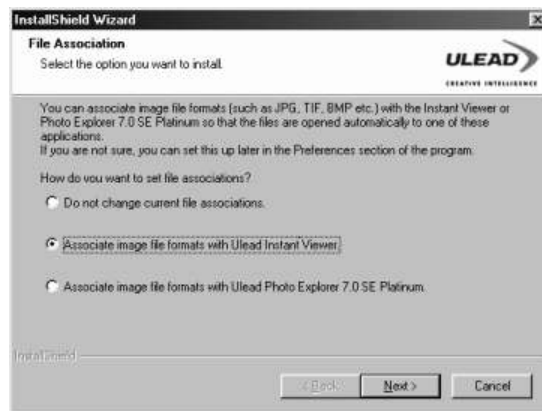 InstallShield Wizard
File Association
Select the option you want to install.
ULEAD
CREATIVE INTELLIGENCE
You can associate image file formats (such as JPG, TIF, BMP etc.) with the Instant Viewer or
Photo Explorer 7.0 SE Platinum so that the files are opened automatically to one of these
applications.
If you are not sure, you can set this up later in the Preferences section of the program.
How do you want to set file associations?
Do not change current file associations.
Associate image file formats with Ulead Instant Viewer.
Associate image file formats with Ulead Photo Explorer 7.0 SE Platinum.
InstallShield
< Back
Next >
Cancel